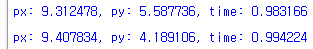 px: 9.312478, py: 5.587736, time: 0.983166
px: 9.407834, py: 4.189106, time: 0.994224